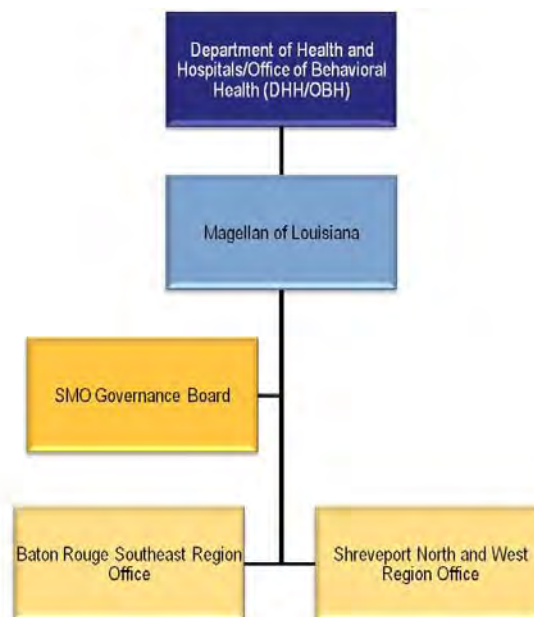 Department of Health and
Hospitals/Office of Behavioral
Health (DHH/OBH)
Magellan of Louisiana
SMO Governance Board
Baton Rouge Southeast Region
Office
Shreveport North and West
Region Office